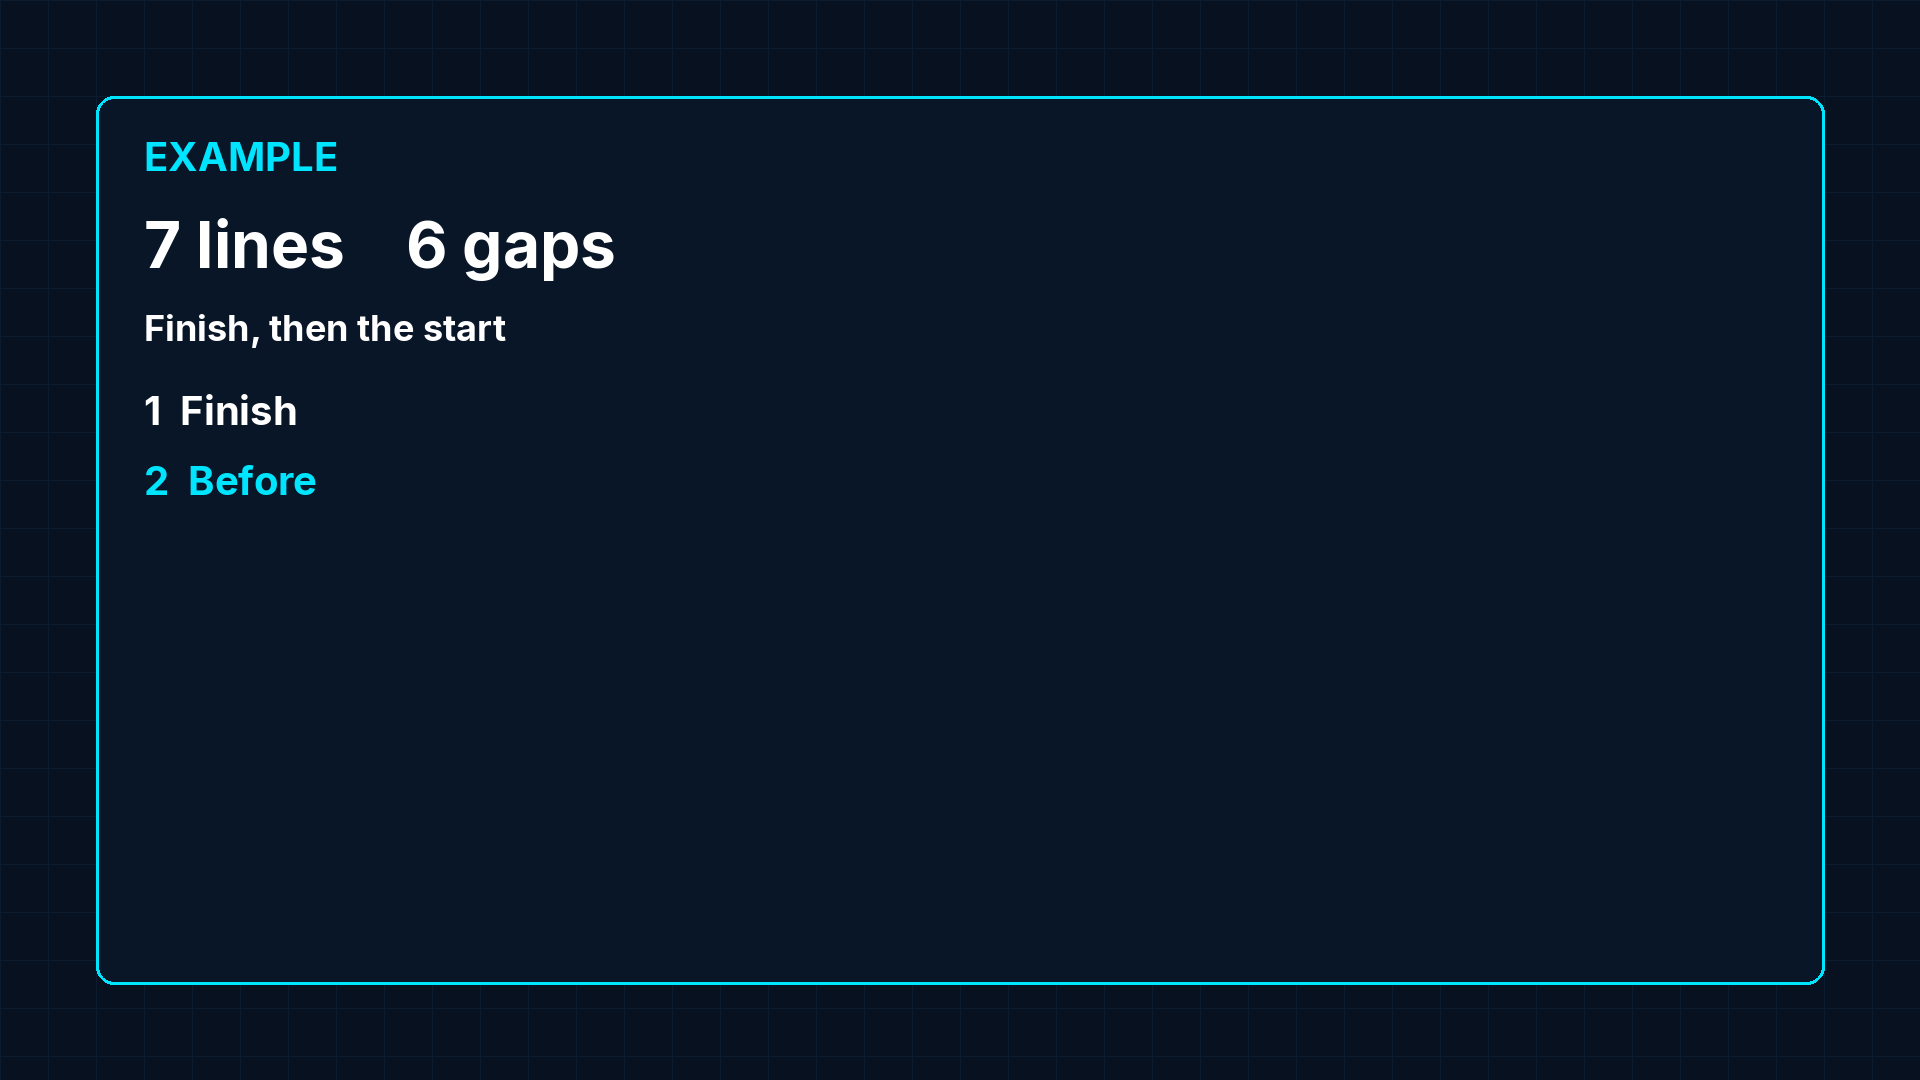 EXAMPLE
7 lines 6 gaps
Finish, then the start
1 Finish
2 Before